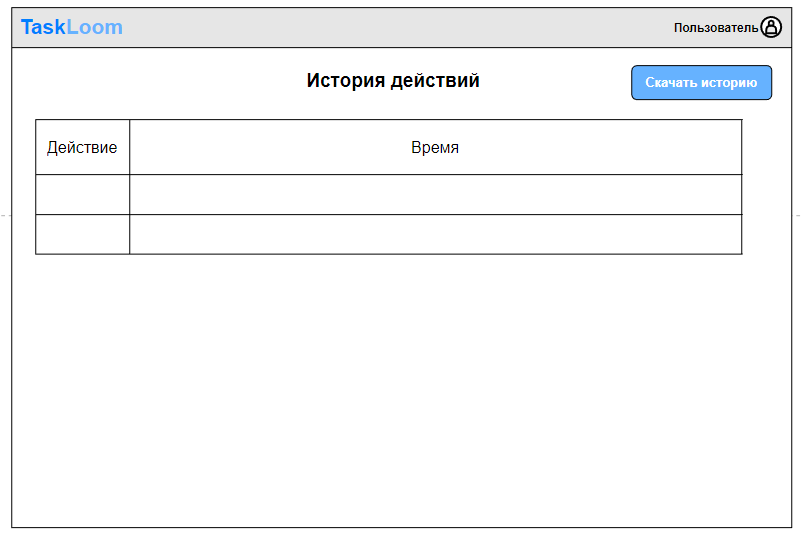 TaskLoom
Пользователь
История действий
Скачать историю
Действие
Время